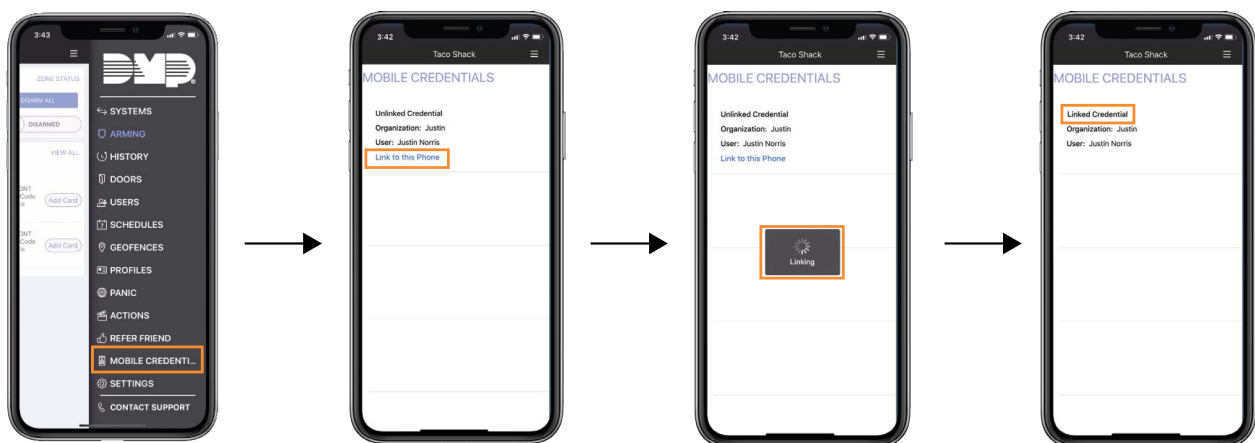 3:43
ZONE STATUS
DISARM ALL
DISARMED
VIEW ALL
Code
Add Card
Code
Add Card
DMP
SYSTEMS
ARMING
HISTORY
DOORS
USERS
SCHEDULES
GEOFENCES
PROFILES
PANIC
ACTIONS
REFER FRIEND
MOBILE CREDENTI...
SETTINGS
CONTACT SUPPORT
3:42
Taco Shack
MOBILE CREDENTIALS
Unlinked Credential
Organization: Justin
User: Justin Norris
Link to this Phone
3:42
Taco Shack
MOBILE CREDENTIALS
Unlinked Credential
Organization: Justin
User: Justin Norris
Link to this Phone
Linking
3:42
Taco Shack
MOBILE CREDENTIALS
Linked Credential
Organization: Justin
User: Justin Norris